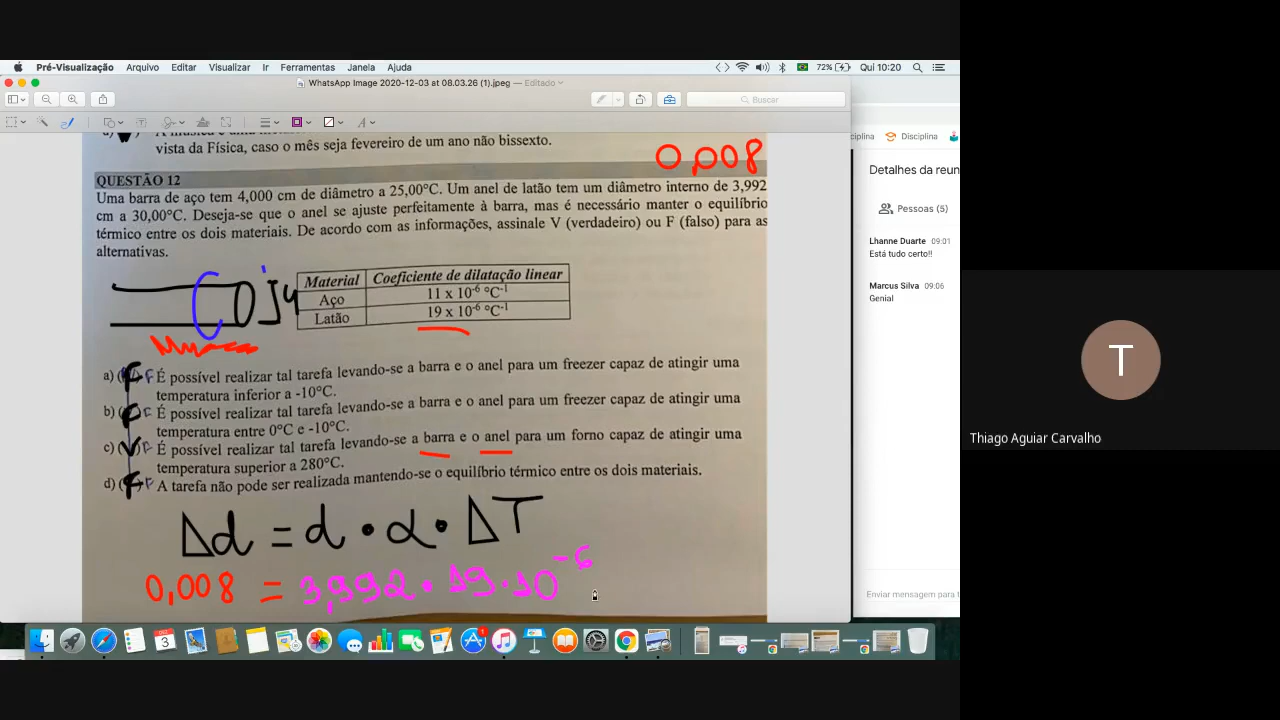 Pré-Visualização Arquivo Editar Visualizar Ir Ferramentas Janela Ajuda 72% Qui 10:20
WhatsApp Image 2020-12-03 at 08.03.26 (1).jpeg — Editado
Buscar
vista da Física, caso o mês seja fevereiro de um ano não bissexto.
0,008
QUESTÃO 12
Uma barra de aço tem 4,000 cm de diâmetro a 25,00°C. Um anel de latão tem um diâmetro interno de 3,992
cm a 30,00°C. Deseja-se que o anel se ajuste perfeitamente à barra, mas é necessário manter o equilíbrio
térmico entre os dois materiais. De acordo com as informações, assinale V (verdadeiro) ou F (falso) para as
alternativas.
Material Coeficiente de dilatação linear
Aço 11 x 10⁻⁶ °C⁻¹
Latão 19 x 10⁻⁶ °C⁻¹
4
a) F É possível realizar tal tarefa levando-se a barra e o anel para um freezer capaz de atingir uma
temperatura inferior a -10°C.
b) F É possível realizar tal tarefa levando-se a barra e o anel para um freezer capaz de atingir uma
temperatura entre 0°C e -10°C.
c) (V) F É possível realizar tal tarefa levando-se a barra e o anel para um forno capaz de atingir uma
temperatura superior a 280°C.
d) F A tarefa não pode ser realizada mantendo-se o equilíbrio térmico entre os dois materiais.
Δd = d • α • ΔT
0,008 = 3,992 • 19 • 10⁻⁶
ciplina Disciplina
Detalhes da reun
Pessoas (5)
Lhanne Duarte 09:01
Está tudo certo!!
Marcus Silva 09:06
Genial
Enviar mensagem para t
T
Thiago Aguiar Carvalho